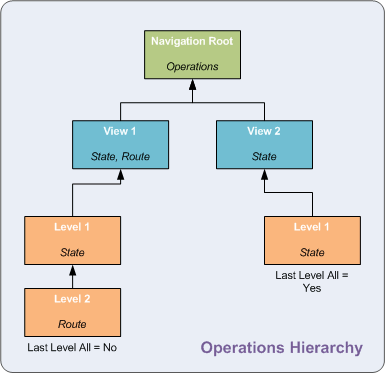 Navigation Root
Operations
View 1
State, Route
View 2
State
Level 1
State
Level 1
State
Last Level All =
Yes
Level 2
Route
Last Level All = No
Operations Hierarchy